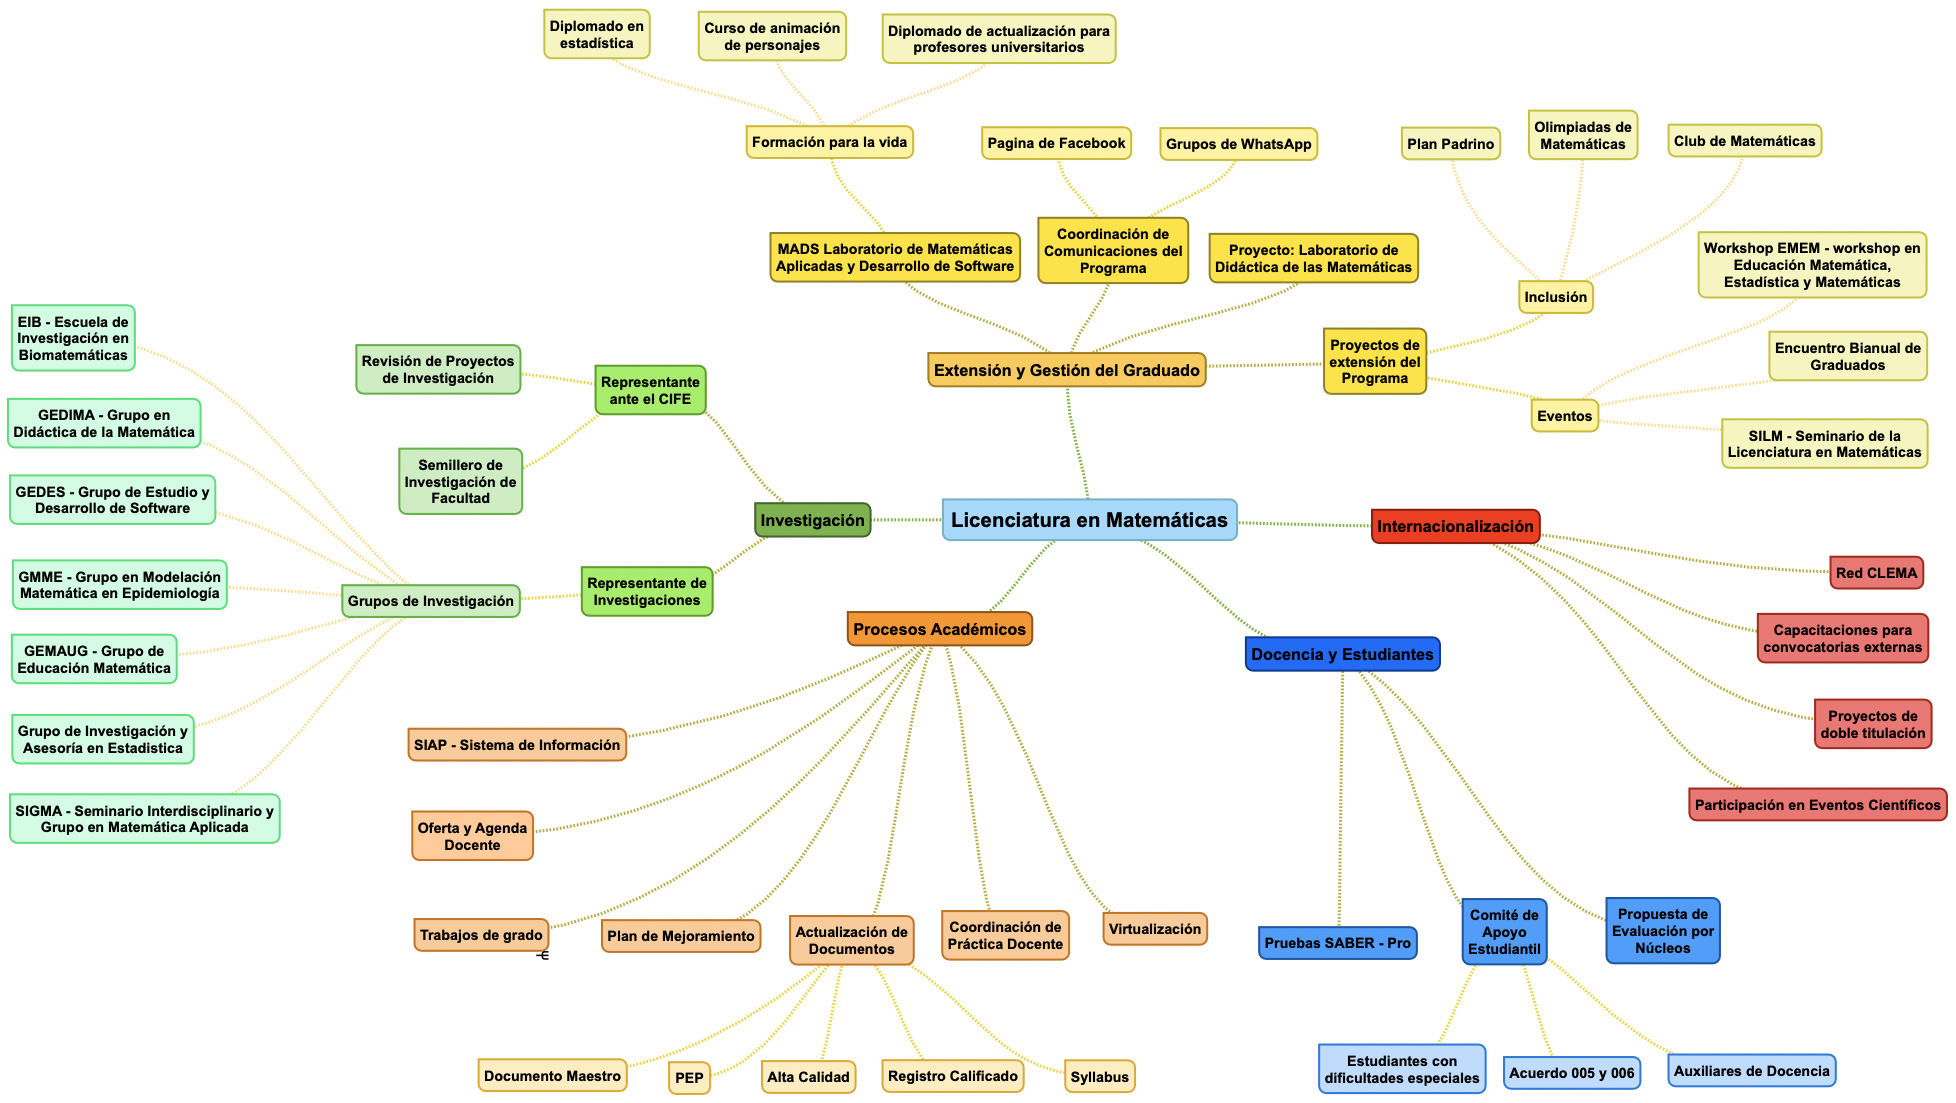 Diplomado en
estadística
Curso de animación
de personajes
Diplomado de actualización para
profesores universitarios
Formación para la vida
Pagina de Facebook
Grupos de WhatsApp
Plan Padrino
Olimpiadas de
Matemáticas
Club de Matemáticas
MADS Laboratorio de Matemáticas
Aplicadas y Desarrollo de Software
Coordinación de
Comunicaciones del
Programa
Proyecto: Laboratorio de
Didáctica de las Matemáticas
Workshop EMEM - workshop en
Educación Matemática,
Estadística y Matemáticas
Inclusión
Extensión y Gestión del Graduado
Proyectos de
extensión del
Programa
Encuentro Bianual de
Graduados
Eventos
SILM - Seminario de la
Licenciatura en Matemáticas
EIB - Escuela de
Investigación en
Biomatemáticas
Revisión de Proyectos
de Investigación
Representante
ante el CIFE
GEDIMA - Grupo en
Didáctica de la Matemática
Semillero de
Investigación de
Facultad
GEDES - Grupo de Estudio y
Desarrollo de Software
Investigación
Licenciatura en Matemáticas
Internacionalización
GMME - Grupo en Modelación
Matemática en Epidemiología
Grupos de Investigación
Representante de
Investigaciones
Red CLEMA
Procesos Académicos
Docencia y Estudiantes
Capacitaciones para
convocatorias externas
GEMAUG - Grupo de
Educación Matemática
Grupo de Investigación y
Asesoría en Estadistica
SIAP - Sistema de Información
Proyectos de
doble titulación
SIGMA - Seminario Interdisciplinario y
Grupo en Matemática Aplicada
Oferta y Agenda
Docente
Participación en Eventos Científicos
Trabajos de grado
Plan de Mejoramiento
Actualización de
Documentos
Coordinación de
Práctica Docente
Virtualización
Pruebas SABER - Pro
Comité de
Apoyo
Estudiantil
Propuesta de
Evaluación por
Núcleos
Documento Maestro
PEP
Alta Calidad
Registro Calificado
Syllabus
Estudiantes con
dificultades especiales
Acuerdo 005 y 006
Auxiliares de Docencia